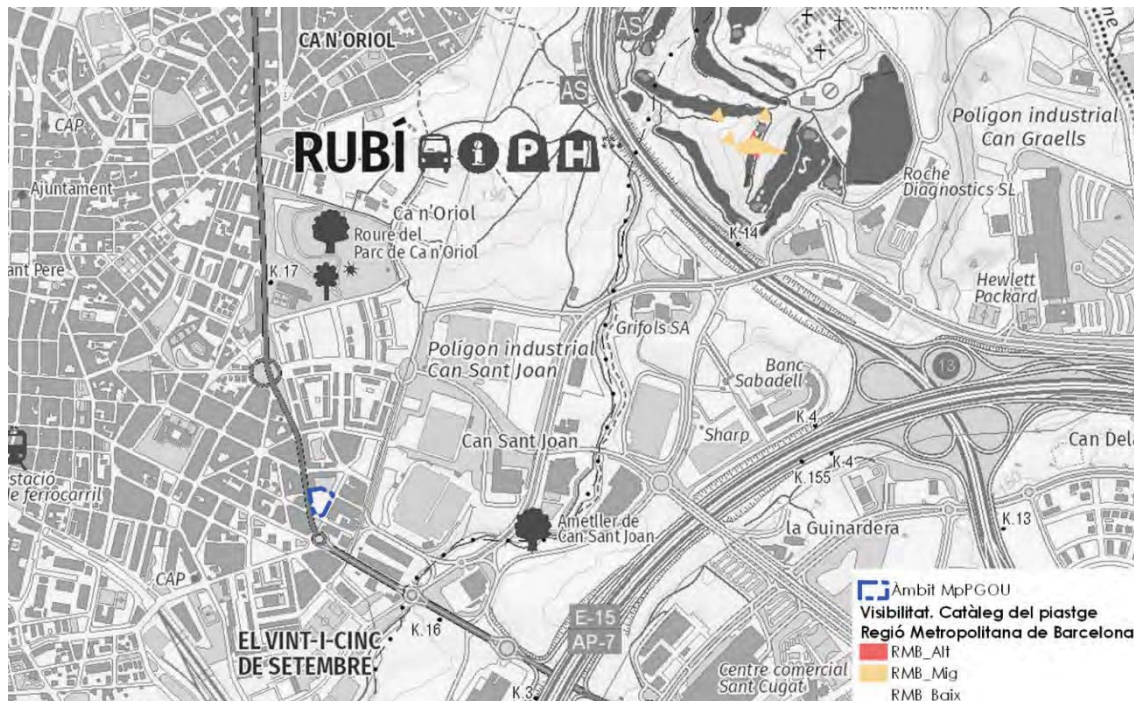 CA N'ORIOL
CAP
AS
AS
Polígon industrial
Can Graells
RUBÍ
i P H
Ajuntament
Ca n'Oriol
Roure del
Parc de Ca n'Oriol
Roche
Diagnostics SL
K.14
ant Pere
K.17
Hewlett
Packard
Grifols SA
Polígon industrial
Can Sant Joan
Banc
Sabadell
13
K.4
Can Sant Joan
Sharp
Can Dela
K.4
K.155
stació
de ferrocarril
Ametller de
Can Sant Joan
la Guinardera
150
K.13
CAP
K.16
EL VINT-I-CINC
DE SETEMBRE
E-15
AP-7
K.3
Centre comercial
Sant Cugat
Àmbit MpPGOU
Visibilitat. Catàleg del piastge
Regió Metropolitana de Barcelona
RMB_Alt
RMB_Mig
RMB_Baix